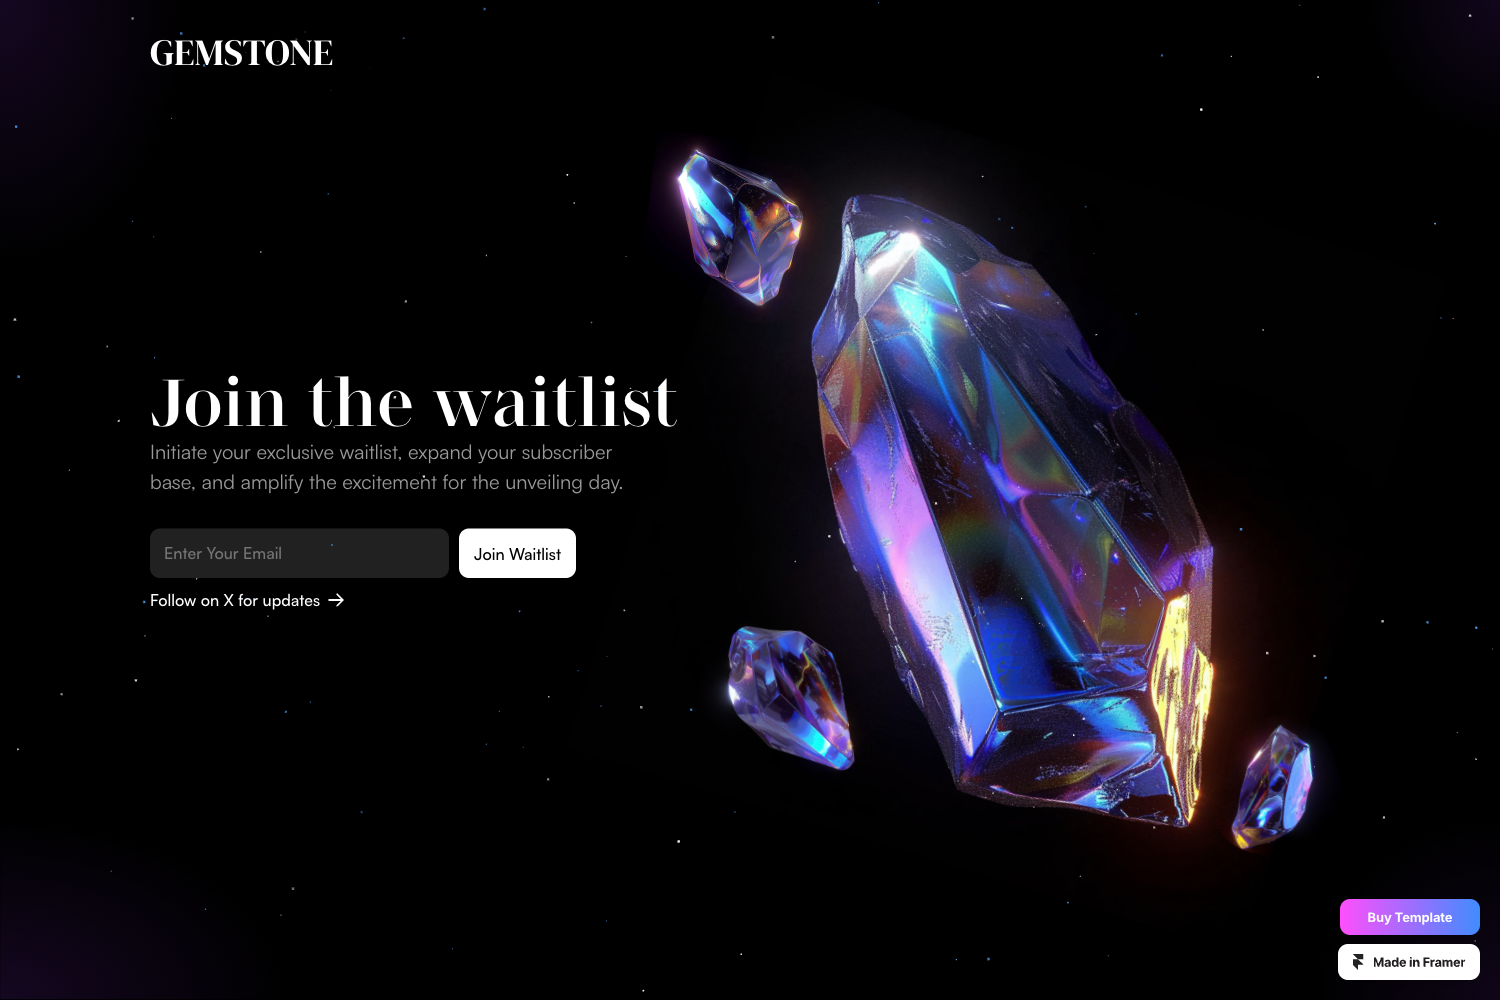 GEMSTONE
Join the waitlist
Initiate your exclusive waitlist, expand your subscriber
base, and amplify the excitement for the unveiling day.
Enter Your Email
Join Waitlist
Follow on X for updates →
Buy Template
Made in Framer